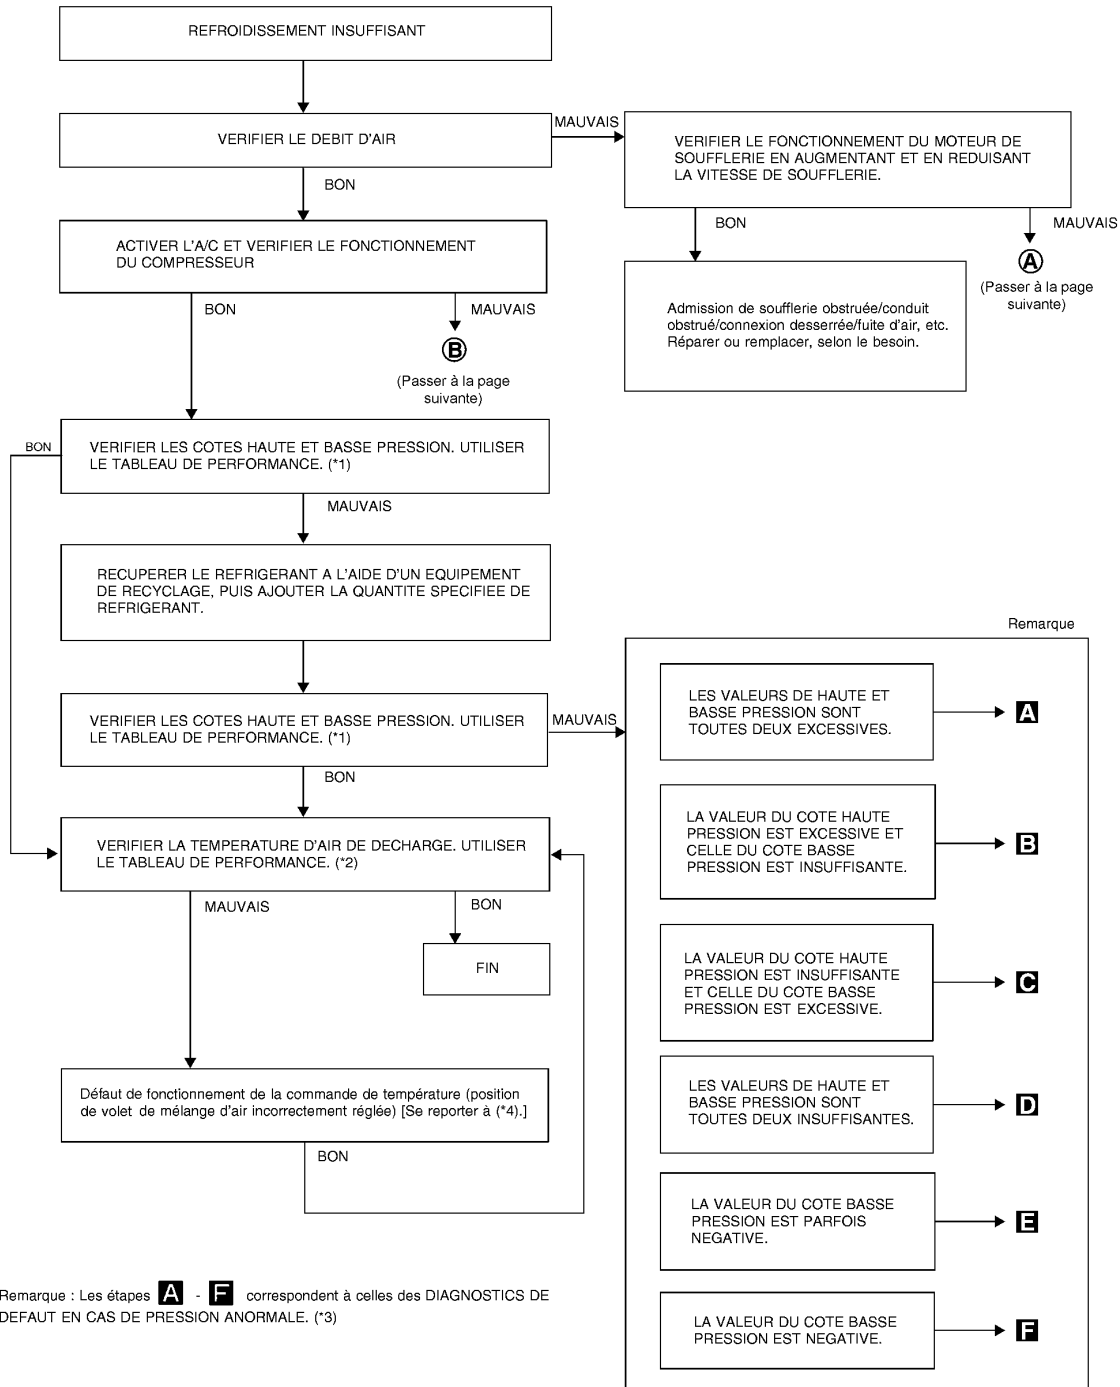 REFROIDISSEMENT INSUFFISANT
VERIFIER LE DEBIT D'AIR
MAUVAIS
VERIFIER LE FONCTIONNEMENT DU MOTEUR DE
SOUFFLERIE EN AUGMENTANT ET EN REDUISANT
LA VITESSE DE SOUFFLERIE.
BON
BON
MAUVAIS
ACTIVER L'A/C ET VERIFIER LE FONCTIONNEMENT
DU COMPRESSEUR
A
(Passer à la page
suivante)
Admission de soufflerie obstruée/conduit
obstrué/connexion desserrée/fuite d'air, etc.
Réparer ou remplacer, selon le besoin.
BON
MAUVAIS
B
(Passer à la page
suivante)
BON
VERIFIER LES COTES HAUTE ET BASSE PRESSION. UTILISER
LE TABLEAU DE PERFORMANCE. (*1)
MAUVAIS
RECUPERER LE REFRIGERANT A L'AIDE D'UN EQUIPEMENT
DE RECYCLAGE, PUIS AJOUTER LA QUANTITE SPECIFIEE DE
REFRIGERANT.
VERIFIER LES COTES HAUTE ET BASSE PRESSION. UTILISER
LE TABLEAU DE PERFORMANCE. (*1)
MAUVAIS
BON
VERIFIER LA TEMPERATURE D'AIR DE DECHARGE. UTILISER
LE TABLEAU DE PERFORMANCE. (*2)
MAUVAIS
BON
FIN
Défaut de fonctionnement de la commande de température (position
de volet de mélange d'air incorrectement réglée) [Se reporter à (*4).]
BON
Remarque
LES VALEURS DE HAUTE ET
BASSE PRESSION SONT
TOUTES DEUX EXCESSIVES.
A
LA VALEUR DU COTE HAUTE
PRESSION EST EXCESSIVE ET
CELLE DU COTE BASSE
PRESSION EST INSUFFISANTE.
B
LA VALEUR DU COTE HAUTE
PRESSION EST INSUFFISANTE
ET CELLE DU COTE BASSE
PRESSION EST EXCESSIVE.
C
LES VALEURS DE HAUTE ET
BASSE PRESSION SONT
TOUTES DEUX INSUFFISANTES.
D
LA VALEUR DU COTE BASSE
PRESSION EST PARFOIS
NEGATIVE.
E
LA VALEUR DU COTE BASSE
PRESSION EST NEGATIVE.
F
Remarque : Les étapes A - F correspondent à celles des DIAGNOSTICS DE
DEFAUT EN CAS DE PRESSION ANORMALE. (*3)